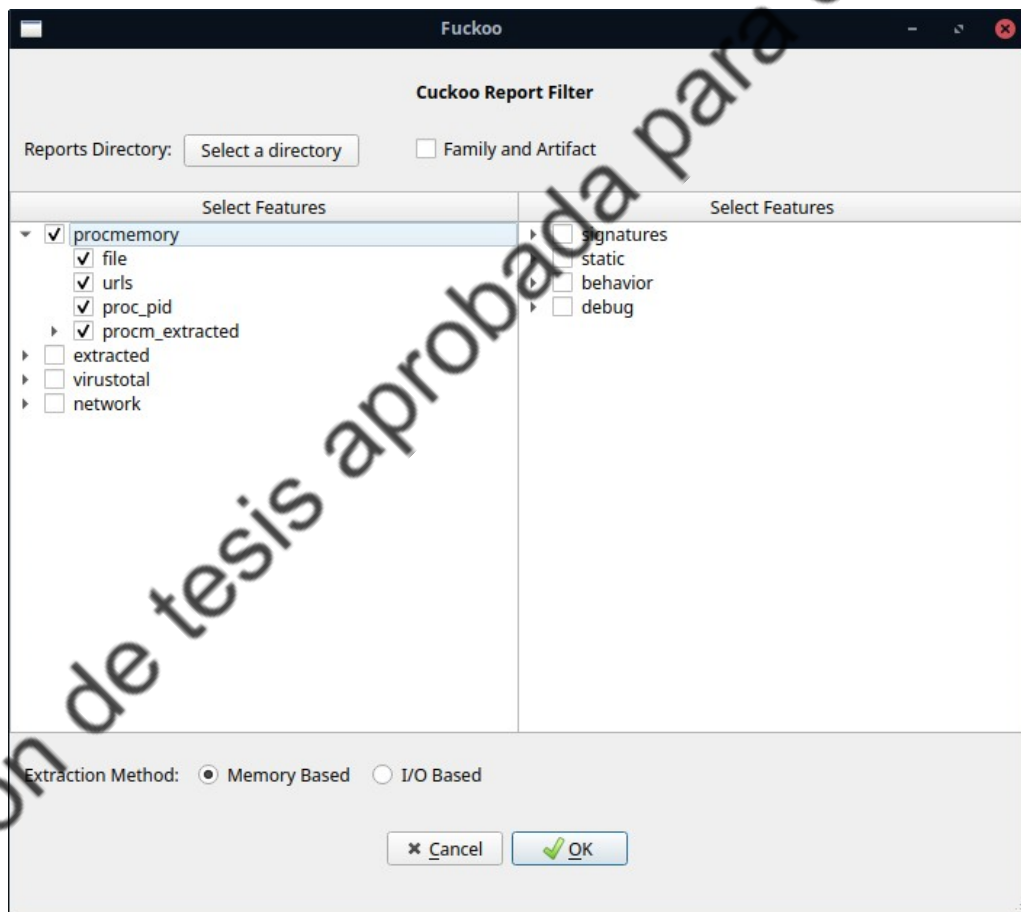 Fuckoo
Cuckoo Report Filter
Reports Directory: Select a directory Family and Artifact
Select Features Select Features
procmemory signatures
file static
urls behavior
proc_pid debug
procm_extracted
extracted
virustotal
network
Extraction Method: Memory Based I/O Based
Cancel OK
de tesis aprobada para